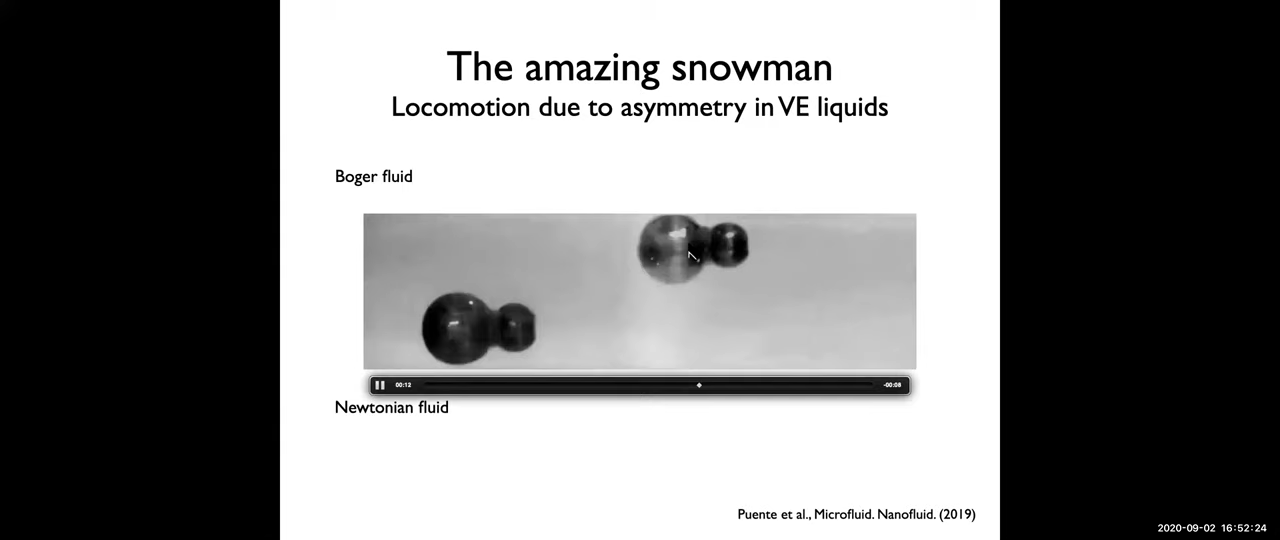 The amazing snowman
Locomotion due to asymmetry in VE liquids
Boger fluid
00:12
-00:08
Newtonian fluid
Puente et al., Microfluid. Nanofluid. (2019)
2020-09-02 16:52:24